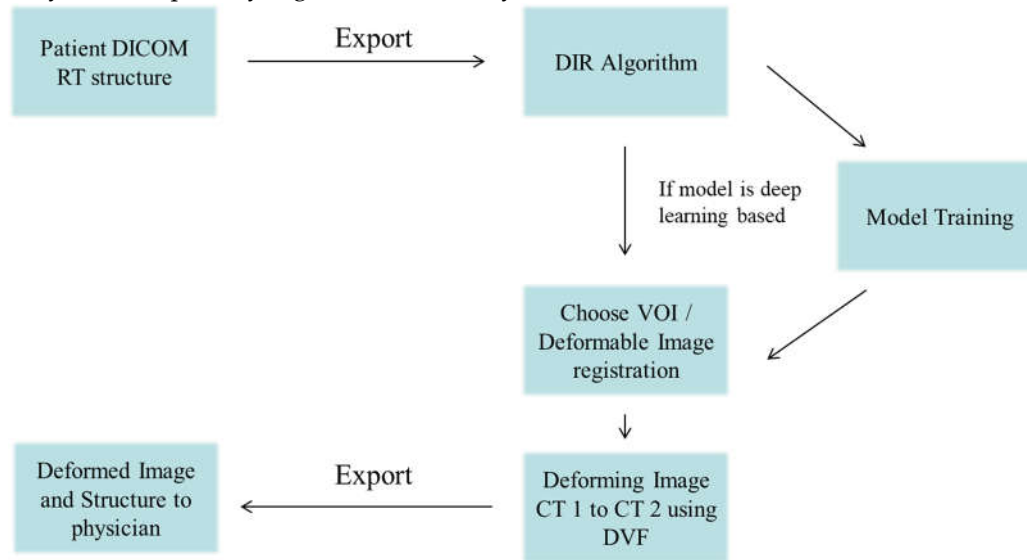 Patient DICOM
RT structure
Export
DIR Algorithm
If model is deep
learning based
Model Training
Choose VOI /
Deformable Image
registration
Deformed Image
and Structure to
physician
Export
Deforming Image
CT 1 to CT 2 using
DVF